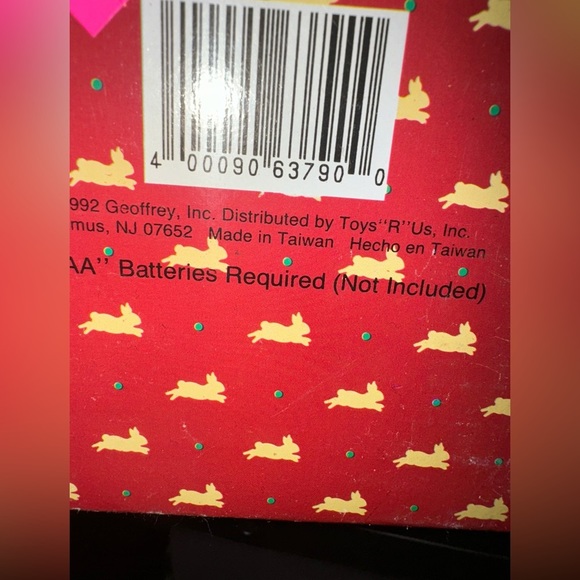 4 00090 63790 0
992 Geoffrey, Inc. Distributed by Toys''R''Us, Inc.
mus, NJ 07652 Made in Taiwan Hecho en Taiwan
AA'' Batteries Required (Not Included)